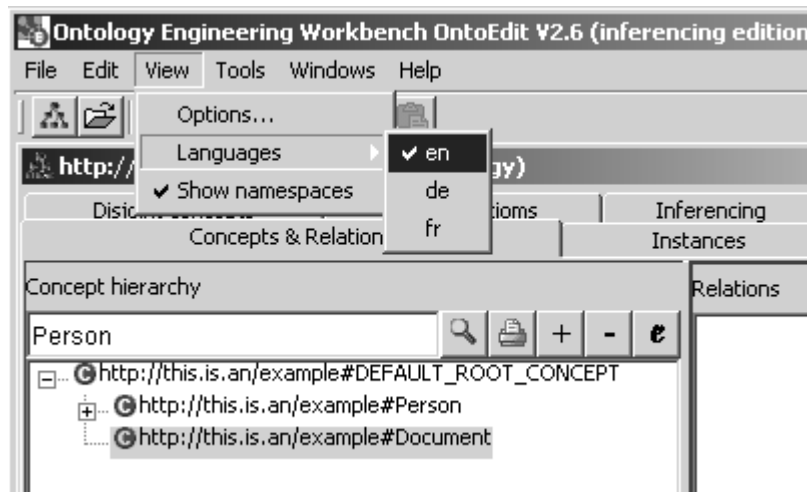 Ontology Engineering Workbench OntoEdit V2.6 (inferencing edition
File Edit View Tools Windows Help
Options...
Languages
en
http://
gy)
Show namespaces
de
ioms
Inferencing
fr
Concepts & Relation
Instances
Concept hierarchy
Relations
Person
+ - e
http://this.is.an/example#DEFAULT_ROOT_CONCEPT
http://this.is.an/example#Person
http://this.is.an/example#Document